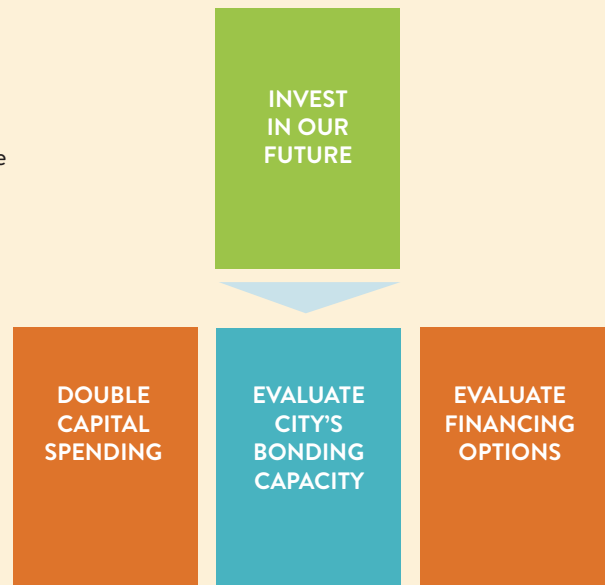 INVEST
IN OUR
FUTURE
DOUBLE
CAPITAL
SPENDING
EVALUATE
CITY'S
BONDING
CAPACITY
EVALUATE
FINANCING
OPTIONS